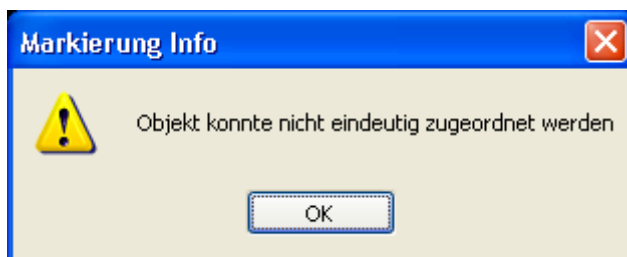 Markierung Info
Objekt konnte nicht eindeutig zugeordnet werden
OK